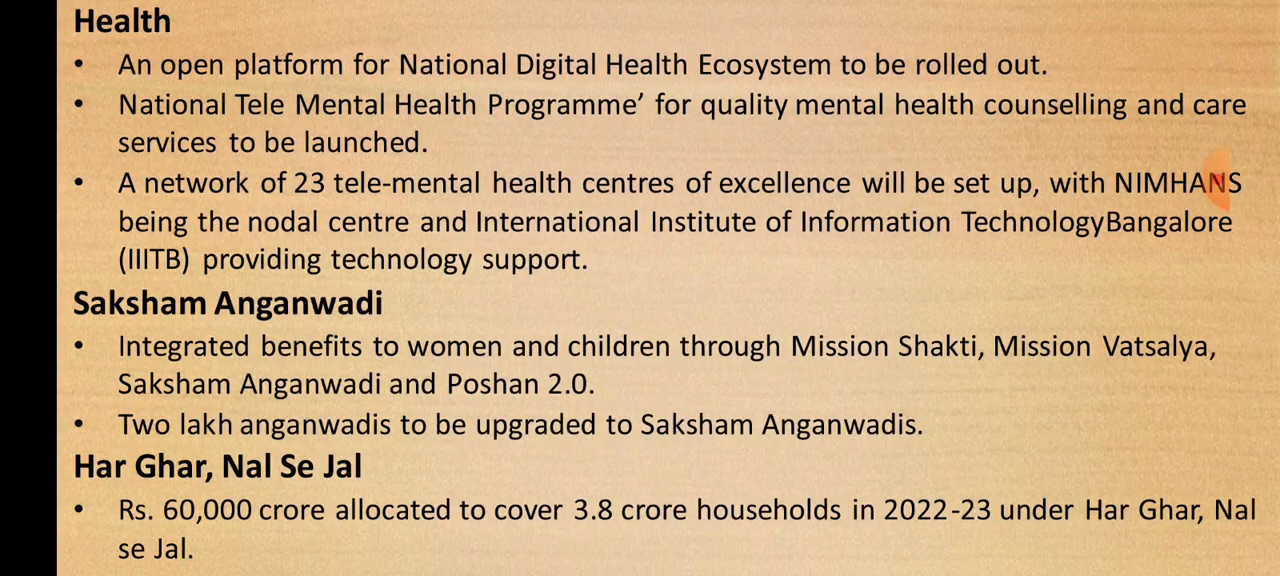 Health
• An open platform for National Digital Health Ecosystem to be rolled out.
• National Tele Mental Health Programme’ for quality mental health counselling and care
services to be launched.
• A network of 23 tele-mental health centres of excellence will be set up, with NIMHANS
being the nodal centre and International Institute of Information TechnologyBangalore
(IIITB) providing technology support.
Saksham Anganwadi
• Integrated benefits to women and children through Mission Shakti, Mission Vatsalya,
Saksham Anganwadi and Poshan 2.0.
• Two lakh anganwadis to be upgraded to Saksham Anganwadis.
Har Ghar, Nal Se Jal
• Rs. 60,000 crore allocated to cover 3.8 crore households in 2022-23 under Har Ghar, Nal
se Jal.